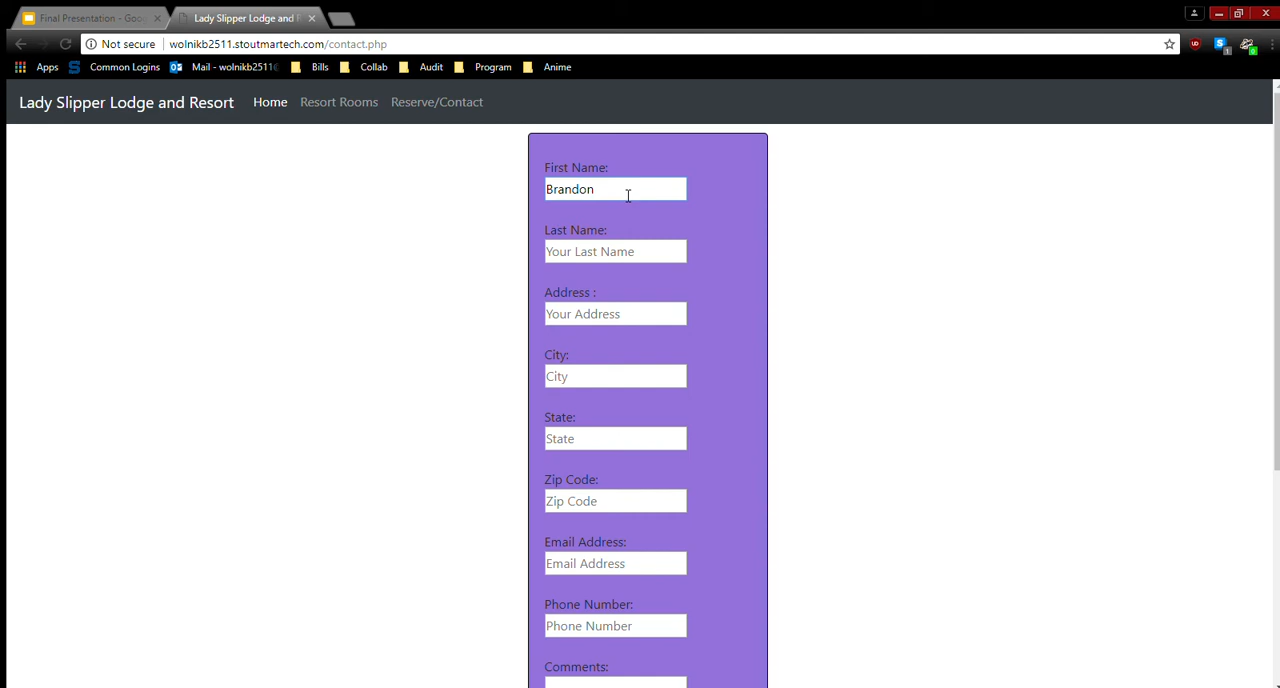 Final Presentation - Goo
Lady Slipper Lodge and R
Not secure
wolnikb2511.stoutmartech.com/contact.php
Apps
Common Logins
Mail - wolnikb2511
Bills
Collab
Audit
Program
Anime
Lady Slipper Lodge and Resort
Home
Resort Rooms
Reserve/Contact
First Name:
Brandon
Last Name:
Your Last Name
Address :
Your Address
City:
City
State:
State
Zip Code:
Zip Code
Email Address:
Email Address
Phone Number:
Phone Number
Comments: